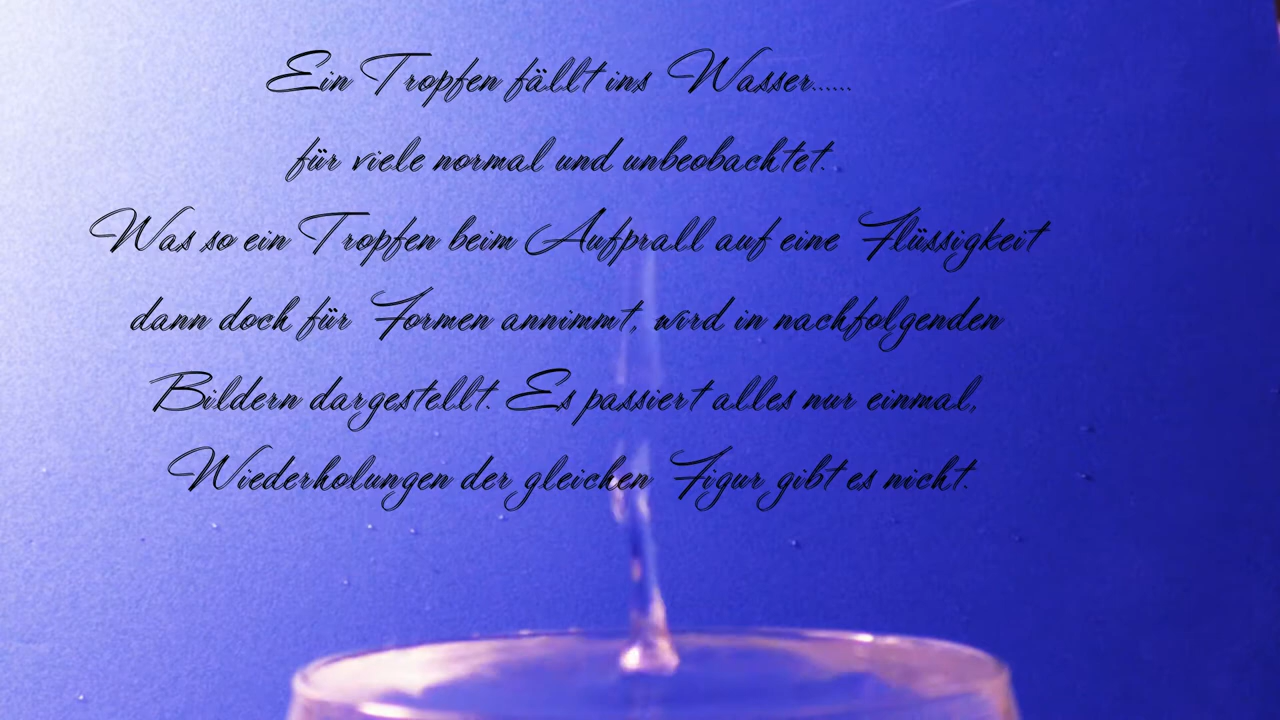 Ein Tropfen fällt ins Wasser......
für viele normal und unbeobachtet.
Was so ein Tropfen beim Aufprall auf eine Flüssigkeit
dann doch für Formen annimmt, wird in nachfolgenden
Bildern dargestellt. Es passiert alles nur einmal,
Wiederholungen der gleichen Figur gibt es nicht.